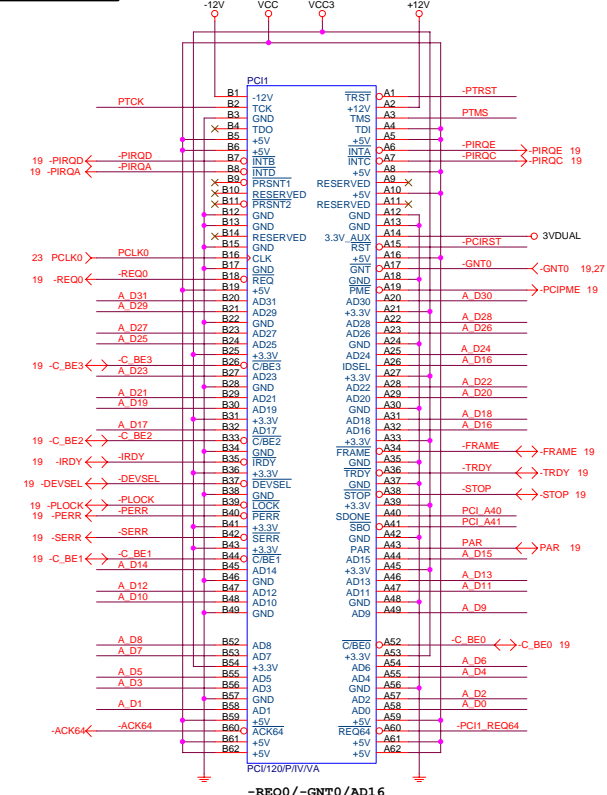 -12V VCC VCC3 +12V
PCI1
B1 -12V TRST A1 -PTRST
PTCK B2 TCK +12V A2
B3 GND TMS A3 PTMS
B4 TDO TDI A4
B5 +5V +5V A5
B6 +5V INTA A6 -PIRQE -PIRQE 19
19 -PIRQD -PIRQD B7 INTB INTC A7 -PIRQC -PIRQC 19
19 -PIRQA -PIRQA B8 INTD +5V A8
B9 PRSNT1 RESERVED A9
B10 RESERVED +5V A10
B11 PRSNT2 RESERVED A11
B12 GND GND A12
B13 GND GND A13
B14 RESERVED 3.3V_AUX A14 3VDUAL
B15 GND RST A15 -PCIRST
23 PCLK0 PCLK0 B16 CLK +5V A16
B17 GND GNT A17 -GNT0 -GNT0 19,27
19 -REQ0 -REQ0 B18 REQ GND A18
B19 +5V PME A19 -PCIPME 19
A_D31 B20 AD31 AD30 A20 A_D30
A_D29 B21 AD29 +3.3V A21
B22 GND AD28 A22 A_D28
A_D27 B23 AD27 AD26 A23 A_D26
A_D25 B24 AD25 GND A24
B25 +3.3V AD24 A25 A_D24
19 -C_BE3 -C_BE3 B26 C/BE3 IDSEL A26 A_D16
A_D23 B27 AD23 +3.3V A27
B28 GND AD22 A28 A_D22
A_D21 B29 AD21 AD20 A29 A_D20
A_D19 B30 AD19 GND A30
B31 +3.3V AD18 A31 A_D18
A_D17 B32 AD17 AD16 A32 A_D16
19 -C_BE2 -C_BE2 B33 C/BE2 +3.3V A33
B34 GND FRAME A34 -FRAME -FRAME 19
19 -IRDY -IRDY B35 IRDY GND A35
B36 +3.3V TRDY A36 -TRDY -TRDY 19
19 -DEVSEL -DEVSEL B37 DEVSEL GND A37
B38 GND STOP A38 -STOP -STOP 19
19 -PLOCK -PLOCK B39 LOCK +3.3V A39
19 -PERR -PERR B40 PERR SDONE A40 PCI_A40
B41 +3.3V SBO A41 PCI_A41
19 -SERR -SERR B42 SERR GND A42
B43 +3.3V PAR A43 PAR PAR 19
19 -C_BE1 -C_BE1 B44 C/BE1 AD15 A44 A_D15
A_D14 B45 AD14 +3.3V A45
B46 GND AD13 A46 A_D13
A_D12 B47 AD12 AD11 A47 A_D11
A_D10 B48 AD10 GND A48
B49 GND AD9 A49 A_D9
A_D8 B52 AD8 C/BE0 A52 -C_BE0 -C_BE0 19
A_D7 B53 AD7 +3.3V A53
B54 +3.3V AD6 A54 A_D6
A_D5 B55 AD5 AD4 A55 A_D4
A_D3 B56 AD3 GND A56
B57 GND AD2 A57 A_D2
A_D1 B58 AD1 AD0 A58 A_D0
B59 +5V +5V A59
-ACK64 -ACK64 B60 ACK64 REQ64 A60 -PCI1_REQ64
B61 +5V +5V A61
B62 +5V +5V A62
PCI/120/P/IV/VA
-REQ0/-GNT0/AD16